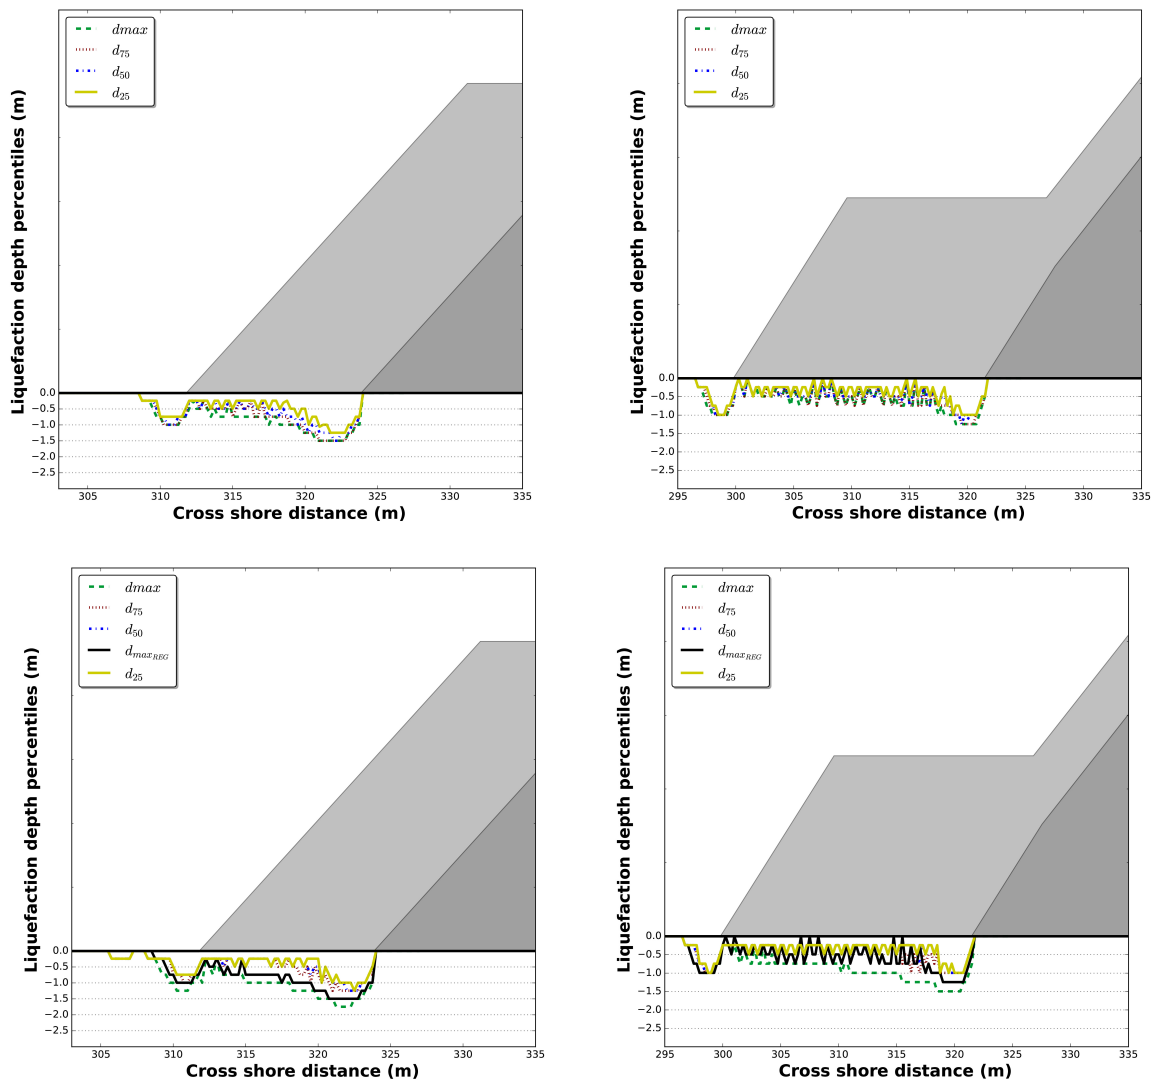 Liquefaction depth percentiles (m)
dmax
d75
d50
d25
0.0
−0.5
−1.0
−1.5
−2.0
−2.5
305 310 315 320 325 330 335
Cross shore distance (m)
Liquefaction depth percentiles (m)
dmax
d75
d50
d25
0.0
−0.5
−1.0
−1.5
−2.0
−2.5
295 300 305 310 315 320 325 330 335
Cross shore distance (m)
Liquefaction depth percentiles (m)
dmax
d75
d50
dmaxREG
d25
0.0
−0.5
−1.0
−1.5
−2.0
−2.5
305 310 315 320 325 330 335
Cross shore distance (m)
Liquefaction depth percentiles (m)
dmax
d75
d50
dmaxREG
d25
0.0
−0.5
−1.0
−1.5
−2.0
−2.5
295 300 305 310 315 320 325 330 335
Cross shore distance (m)